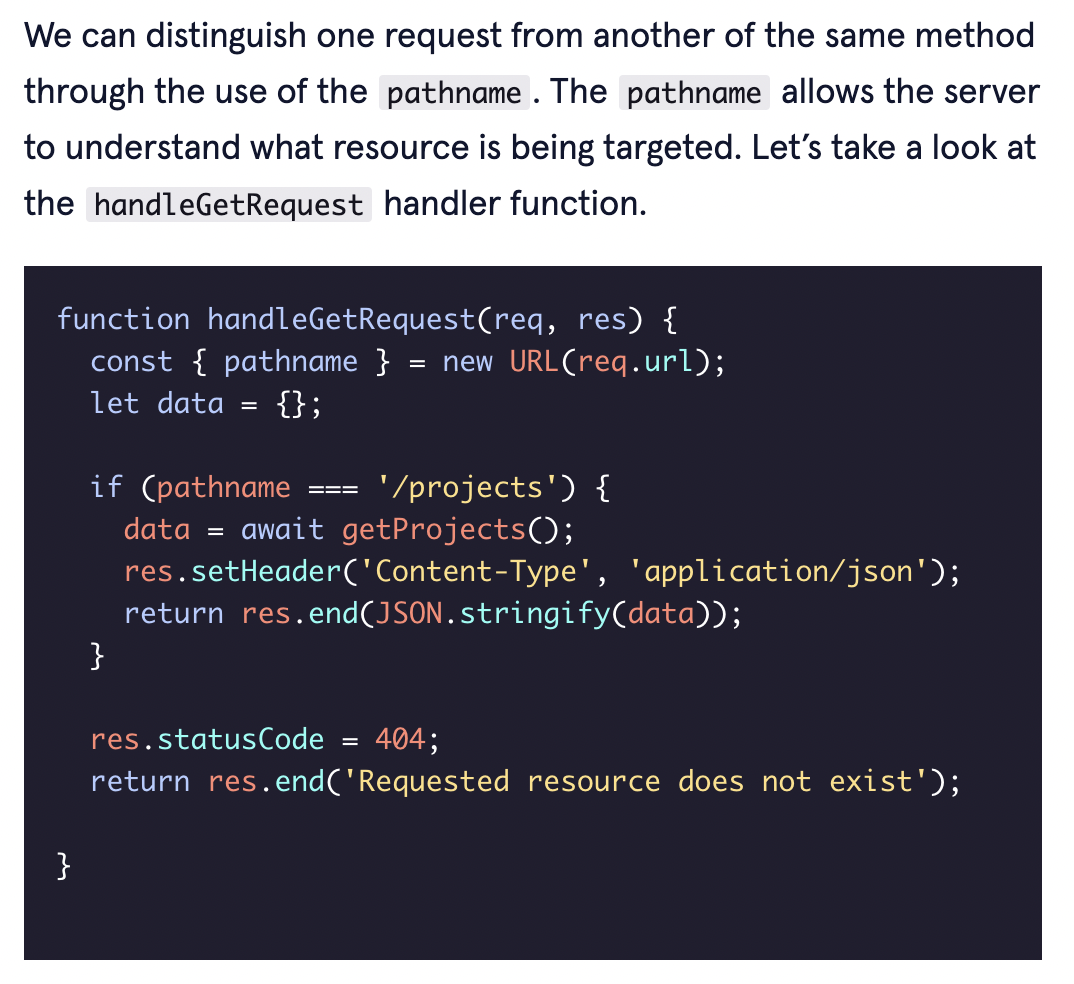 We can distinguish one request from another of the same method
through the use of the pathname. The pathname allows the server
to understand what resource is being targeted. Let’s take a look at
the handleGetRequest handler function.
function handleGetRequest(req, res) {
  const { pathname } = new URL(req.url);
  let data = {};
  if (pathname === '/projects') {
    data = await getProjects();
    res.setHeader('Content-Type', 'application/json');
    return res.end(JSON.stringify(data));
  }
  res.statusCode = 404;
  return res.end('Requested resource does not exist');
}